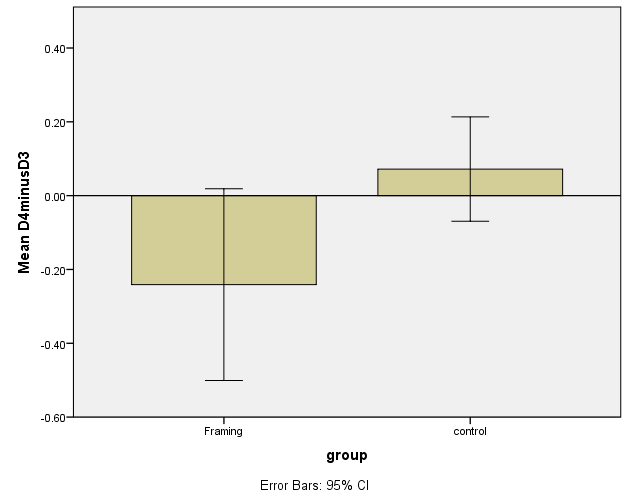 Mean D4minusD3
0.40
0.20
0.00
-0.20
-0.40
-0.60
Framing
control
group
Error Bars: 95% CI